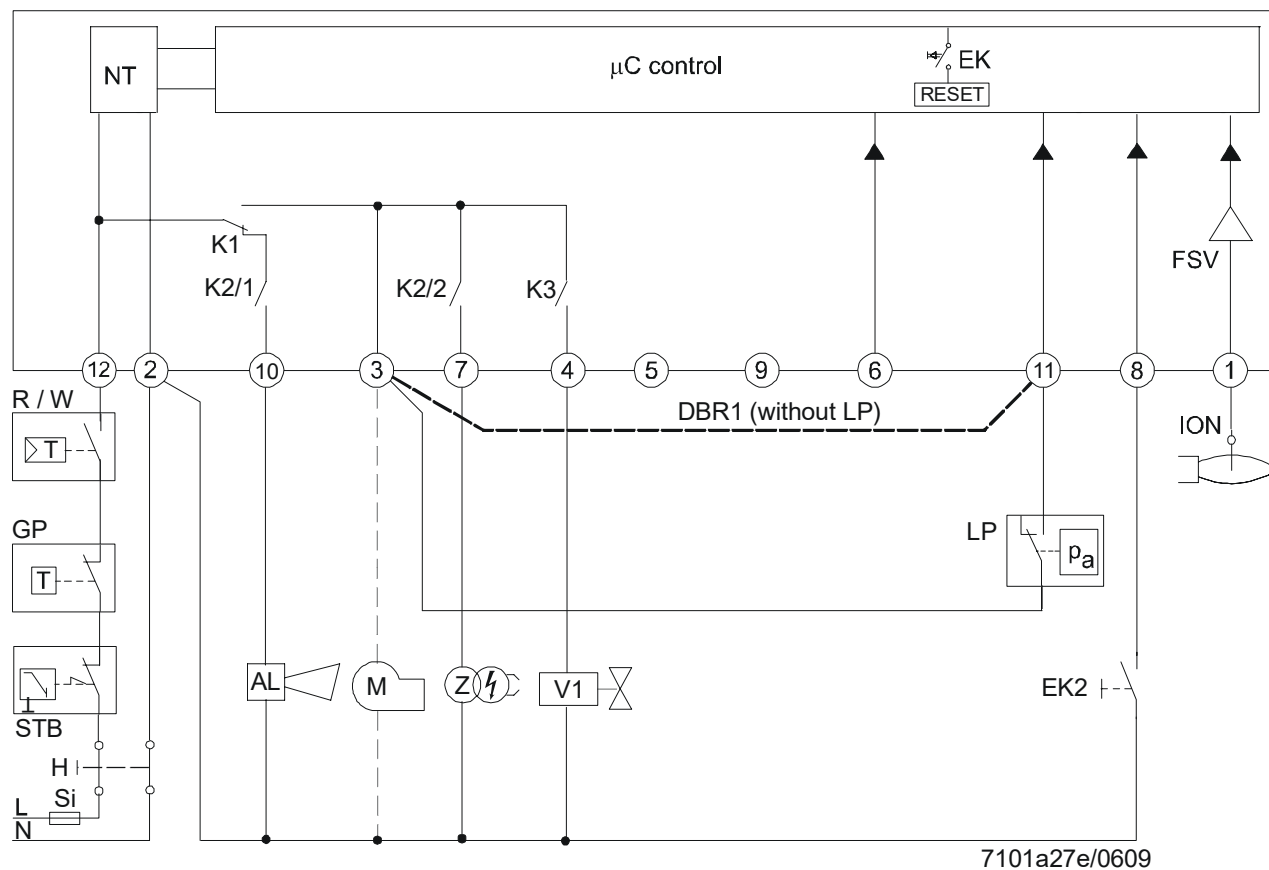 NT
μC control
EK
RESET
FSV
K1
K2/1
K2/2
K3
12
2
10
3
7
4
5
9
6
11
8
1
R / W
DBR1 (without LP)
ION
T
GP
T
LP
pa
STB
AL
M
Z
V1
EK2
H
Si
L
N
7101a27e/0609